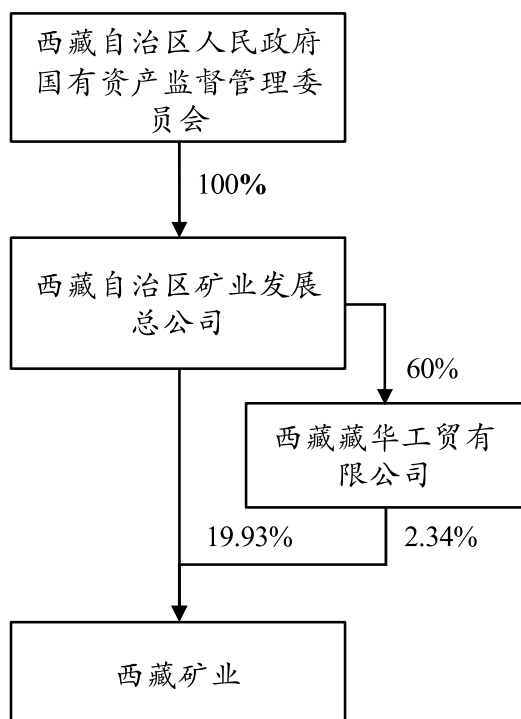 西藏自治区人民政府
国有资产监督管理委
员会
100%
西藏自治区矿业发展
总公司
60%
西藏藏华工贸有
限公司
19.93%
2.34%
西藏矿业